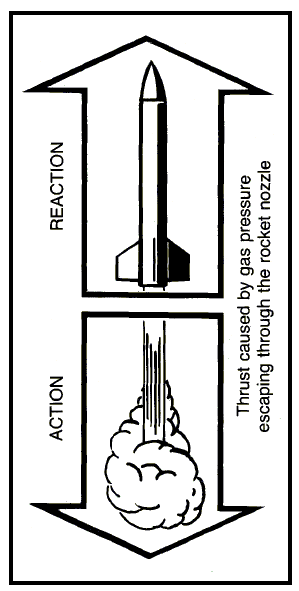 REACTION
ACTION
Thrust caused by gas pressure
escaping through the rocket nozzle